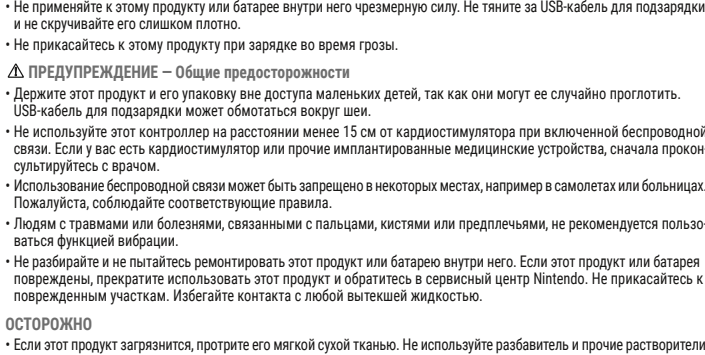 • Не применяйте к этому продукту или батарее внутри него чрезмерную силу. Не тяните за USB-кабель для подзарядки
и не скручивайте его слишком плотно.
• Не прикасайтесь к этому продукту при зарядке во время грозы.
⚠ ПРЕДУПРЕЖДЕНИЕ – Общие предосторожности
• Держите этот продукт и его упаковку вне доступа маленьких детей, так как они могут ее случайно проглотить.
USB-кабель для подзарядки может обмотаться вокруг шеи.
• Не используйте этот контроллер на расстоянии менее 15 см от кардиостимулятора при включенной беспроводной
связи. Если у вас есть кардиостимулятор или прочие имплантированные медицинские устройства, сначала прокон-
сультируйтесь с врачом.
• Использование беспроводной связи может быть запрещено в некоторых местах, например в самолетах или больницах.
Пожалуйста, соблюдайте соответствующие правила.
• Людям с травмами или болезнями, связанными с пальцами, кистями или предплечьями, не рекомендуется пользо-
ваться функцией вибрации.
• Не разбирайте и не пытайтесь ремонтировать этот продукт или батарею внутри него. Если этот продукт или батарея
повреждены, прекратите использовать этот продукт и обратитесь в сервисный центр Nintendo. Не прикасайтесь к
поврежденным участкам. Избегайте контакта с любой вытекшей жидкостью.
ОСТОРОЖНО
• Если этот продукт загрязнится, протрите его мягкой сухой тканью. Не используйте разбавитель и прочие растворители